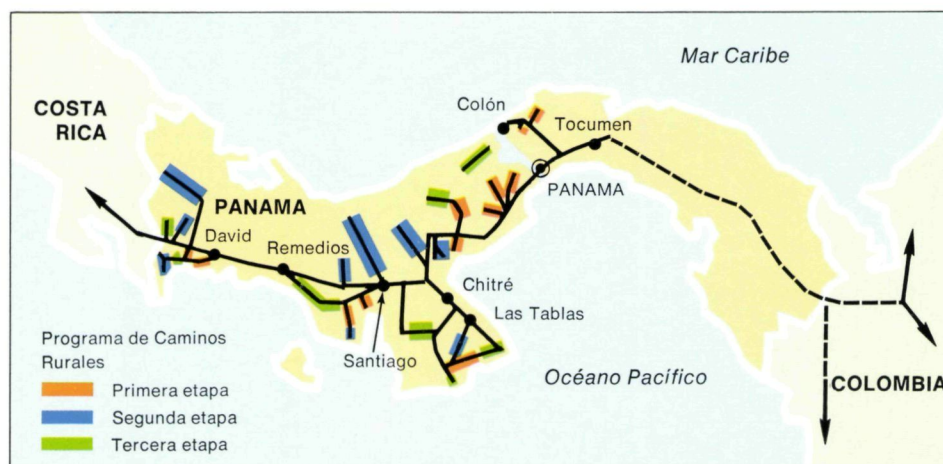 Mar Caribe
COSTA
RICA
Colón
Tocumen
PANAMA
PANAMA
David
Remedios
Chitré
Las Tablas
Santiago
Océano Pacífico
COLOMBIA
Programa de Caminos
Rurales
Primera etapa
Segunda etapa
Tercera etapa